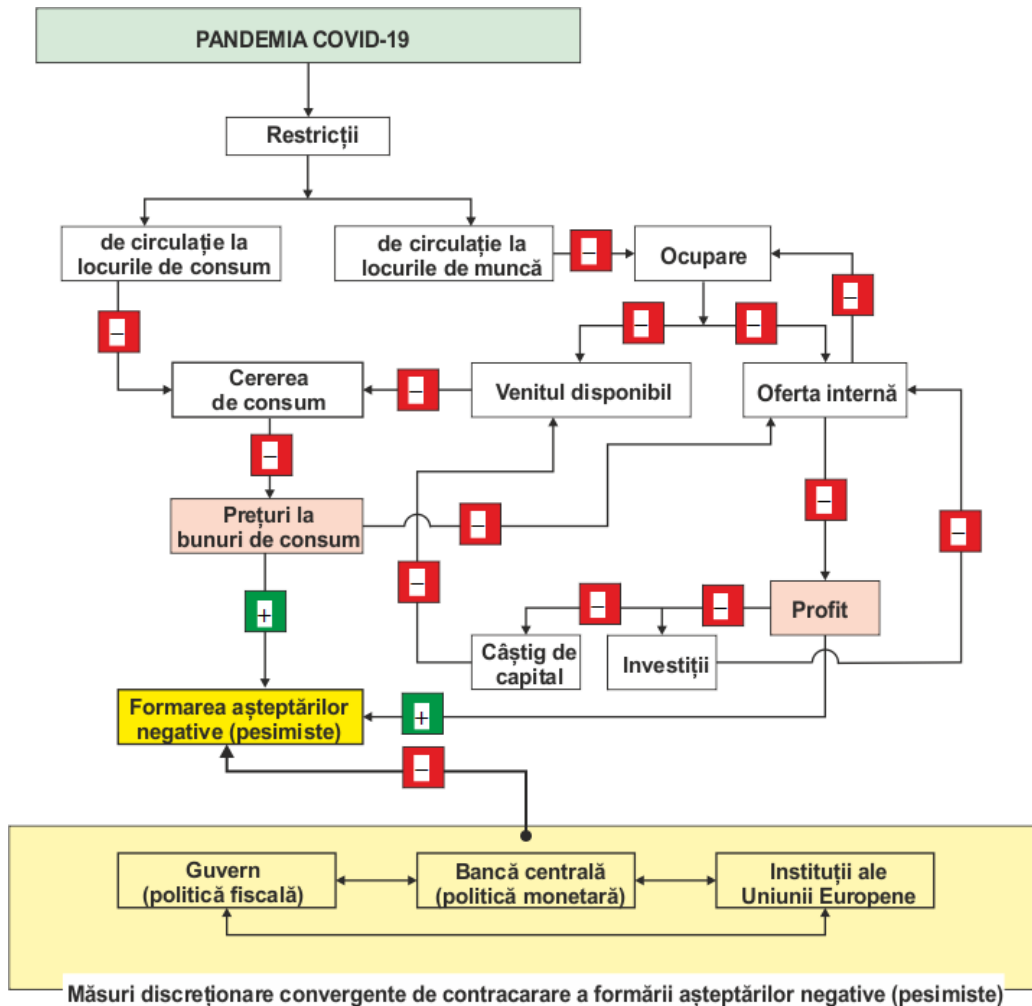 PANDEMIA COVID-19
Restricții
de circulație la
locurile de consum
de circulație la
locurile de muncă
–
Ocupare
–
–
–
–
Cererea
de consum
–
Venitul disponibil
Oferta internă
–
Prețuri la
bunuri de consum
–
–
–
–
+
–
–
Profit
Câștig de
capital
Investiții
Formarea așteptărilor
negative (pesimiste)
+
–
Guvern
(politică fiscală)
Bancă centrală
(politică monetară)
Instituții ale
Uniunii Europene
Măsuri discreționare convergente de contracarare a formării așteptărilor negative (pesimiste)